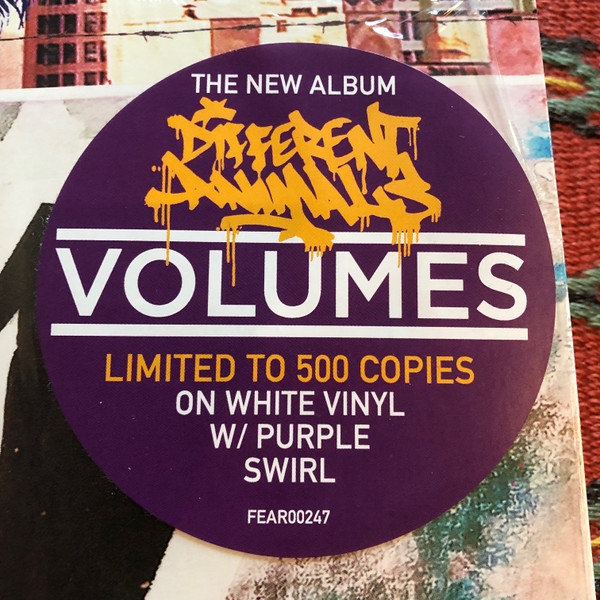 THE NEW ALBUM
DIFFERENT
ANIMALS
VOLUMES
LIMITED TO 500 COPIES
ON WHITE VINYL
W/ PURPLE
SWIRL
FEAR00247